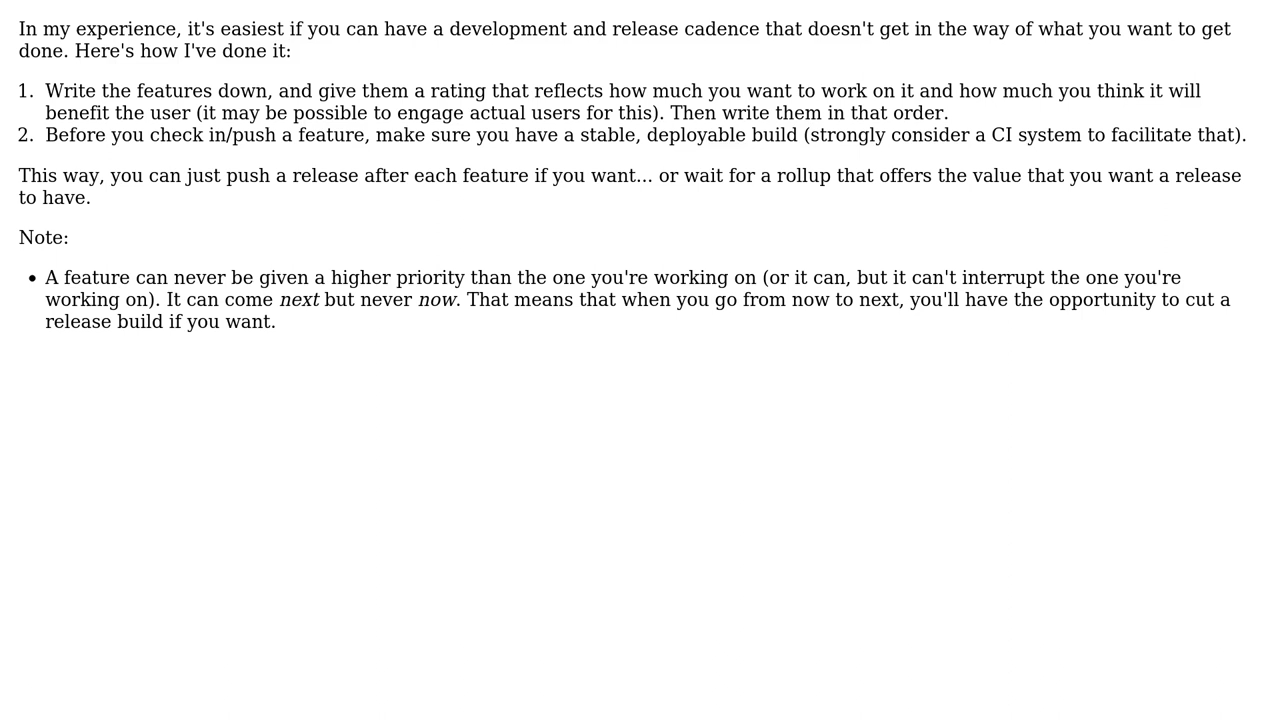 In my experience, it's easiest if you can have a development and release cadence that doesn't get in the way of what you want to get
done. Here's how I've done it:
1. Write the features down, and give them a rating that reflects how much you want to work on it and how much you think it will
benefit the user (it may be possible to engage actual users for this). Then write them in that order.
2. Before you check in/push a feature, make sure you have a stable, deployable build (strongly consider a CI system to facilitate that).
This way, you can just push a release after each feature if you want... or wait for a rollup that offers the value that you want a release
to have.
Note:
• A feature can never be given a higher priority than the one you're working on (or it can, but it can't interrupt the one you're
working on). It can come next but never now. That means that when you go from now to next, you'll have the opportunity to cut a
release build if you want.